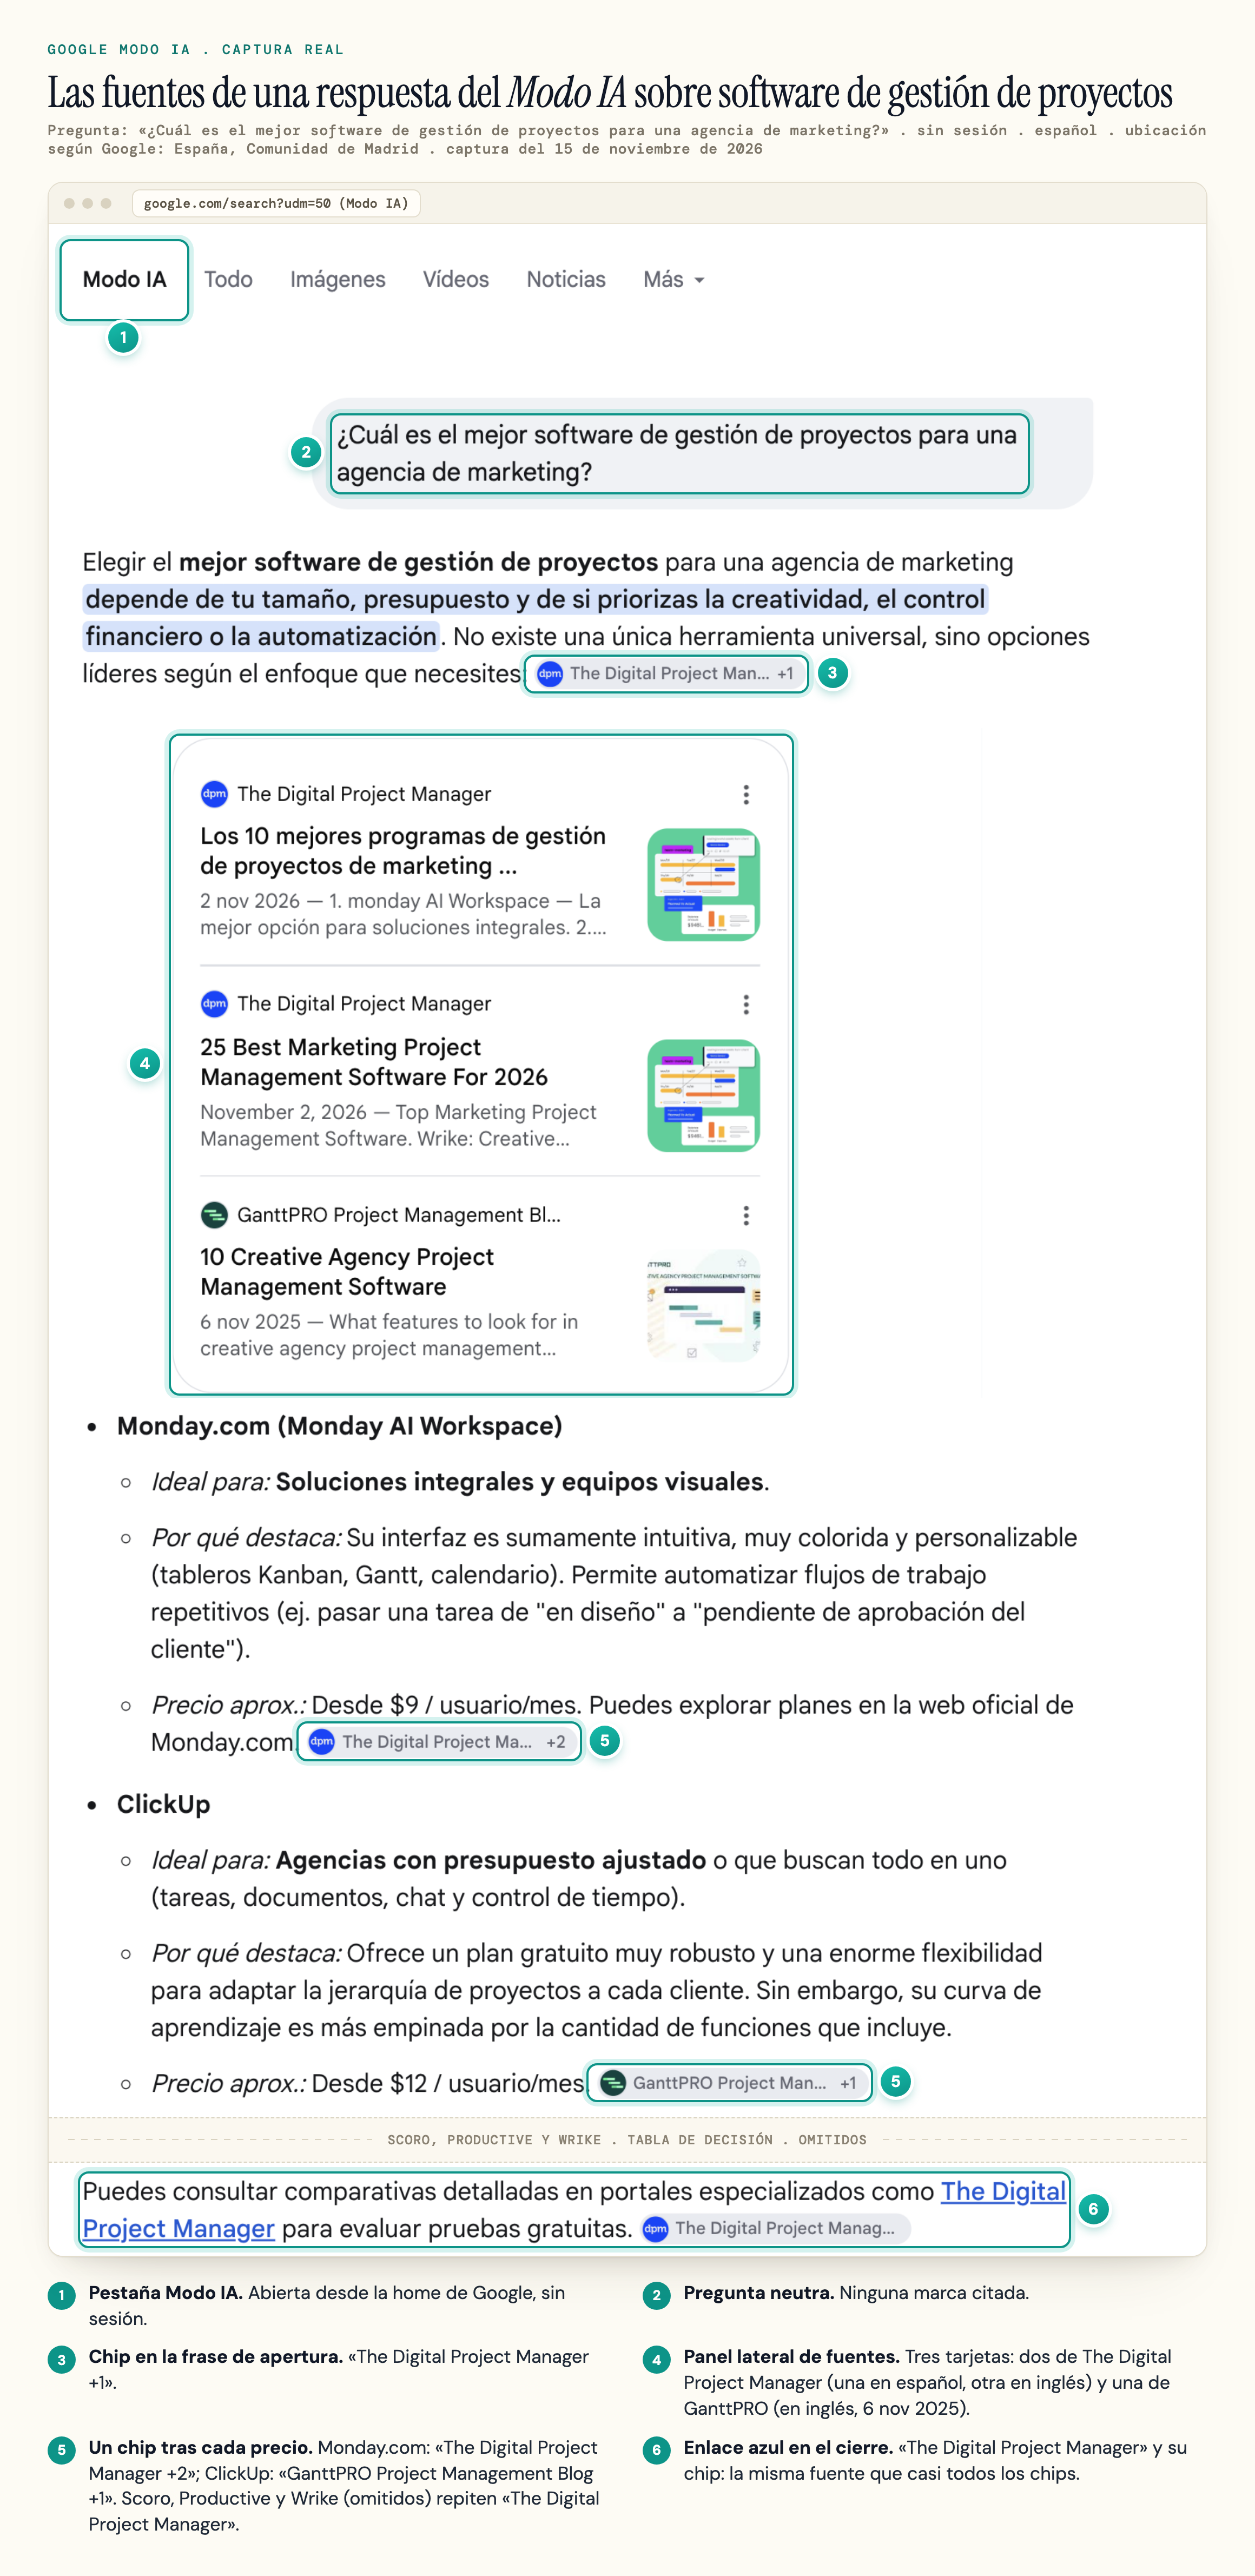 GOOGLE MODO IA . CAPTURA REAL
Las fuentes de una respuesta del Modo IA sobre software de gestión de proyectos
Pregunta: «¿Cuál es el mejor software de gestión de proyectos para una agencia de marketing?» . sin sesión . español . ubicación
según Google: España, Comunidad de Madrid . captura del 15 de noviembre de 2026
google.com/search?udm=50 (Modo IA)
Modo IA Todo Imágenes Vídeos Noticias Más
1
2
¿Cuál es el mejor software de gestión de proyectos para una
agencia de marketing?
Elegir el mejor software de gestión de proyectos para una agencia de marketing
depende de tu tamaño, presupuesto y de si priorizas la creatividad, el control
financiero o la automatización. No existe una única herramienta universal, sino opciones
líderes según el enfoque que necesites: dpm The Digital Project Man... +1 3
dpm The Digital Project Manager
Los 10 mejores programas de gestión
de proyectos de marketing ...
2 nov 2026 — 1. monday AI Workspace — La
mejor opción para soluciones integrales. 2....
dpm The Digital Project Manager
4
25 Best Marketing Project
Management Software For 2026
November 2, 2026 — Top Marketing Project
Management Software. Wrike: Creative...
GanttPRO Project Management Bl...
10 Creative Agency Project
Management Software
6 nov 2025 — What features to look for in
creative agency project management...
• Monday.com (Monday AI Workspace)
○ Ideal para: Soluciones integrales y equipos visuales.
○ Por qué destaca: Su interfaz es sumamente intuitiva, muy colorida y personalizable
(tableros Kanban, Gantt, calendario). Permite automatizar flujos de trabajo
repetitivos (ej. pasar una tarea de "en diseño" a "pendiente de aprobación del
cliente").
○ Precio aprox.: Desde $9 / usuario/mes. Puedes explorar planes en la web oficial de
Monday.com. dpm The Digital Project Ma... +2 5
• ClickUp
○ Ideal para: Agencias con presupuesto ajustado o que buscan todo en uno
(tareas, documentos, chat y control de tiempo).
○ Por qué destaca: Ofrece un plan gratuito muy robusto y una enorme flexibilidad
para adaptar la jerarquía de proyectos a cada cliente. Sin embargo, su curva de
aprendizaje es más empinada por la cantidad de funciones que incluye.
○ Precio aprox.: Desde $12 / usuario/mes. GanttPRO Project Man... +1 5
SCORO, PRODUCTIVE Y WRIKE . TABLA DE DECISIÓN . OMITIDOS
Puedes consultar comparativas detalladas en portales especializados como The Digital
Project Manager para evaluar pruebas gratuitas. dpm The Digital Project Manag... 6
1 Pestaña Modo IA. Abierta desde la home de Google, sin
sesión.
2 Pregunta neutra. Ninguna marca citada.
3 Chip en la frase de apertura. «The Digital Project Manager
+1».
4 Panel lateral de fuentes. Tres tarjetas: dos de The Digital
Project Manager (una en español, otra en inglés) y una de
GanttPRO (en inglés, 6 nov 2025).
5 Un chip tras cada precio. Monday.com: «The Digital Project
Manager +2»; ClickUp: «GanttPRO Project Management Blog
+1». Scoro, Productive y Wrike (omitidos) repiten «The Digital
Project Manager».
6 Enlace azul en el cierre. «The Digital Project Manager» y su
chip: la misma fuente que casi todos los chips.